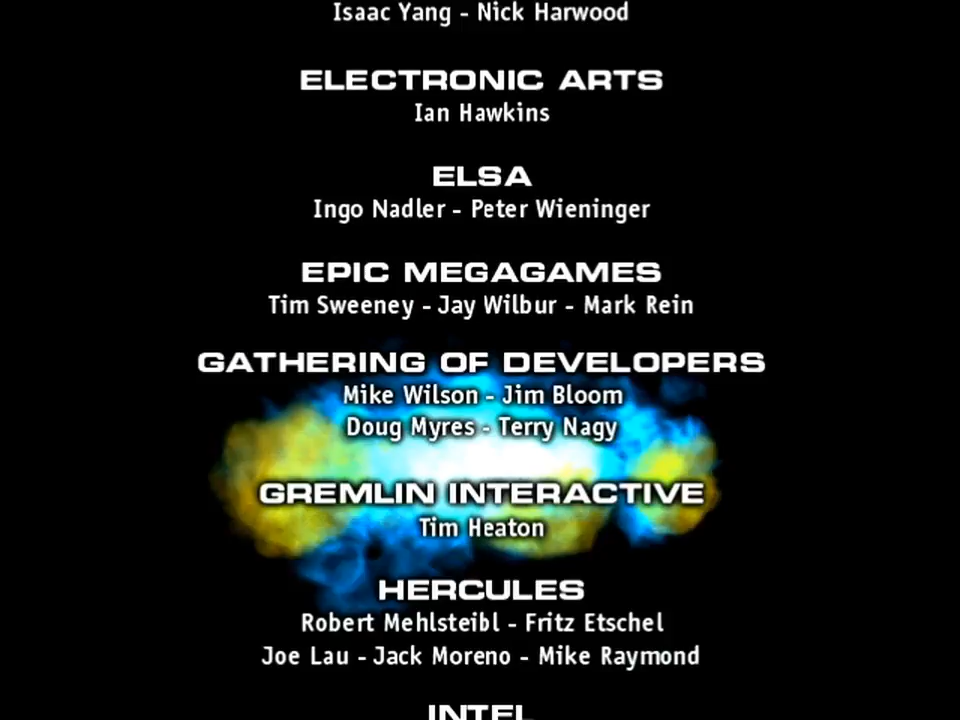 Isaac Yang - Nick Harwood
ELECTRONIC ARTS
Ian Hawkins
ELSA
Ingo Nadler - Peter Wieninger
EPIC MEGAGAMES
Tim Sweeney - Jay Wilbur - Mark Rein
GATHERING OF DEVELOPERS
Mike Wilson - Jim Bloom
Doug Myres - Terry Nagy
GREMLIN INTERACTIVE
Tim Heaton
HERCULES
Robert Mehlsteibl - Fritz Etschel
Joe Lau - Jack Moreno - Mike Raymond
INTEL